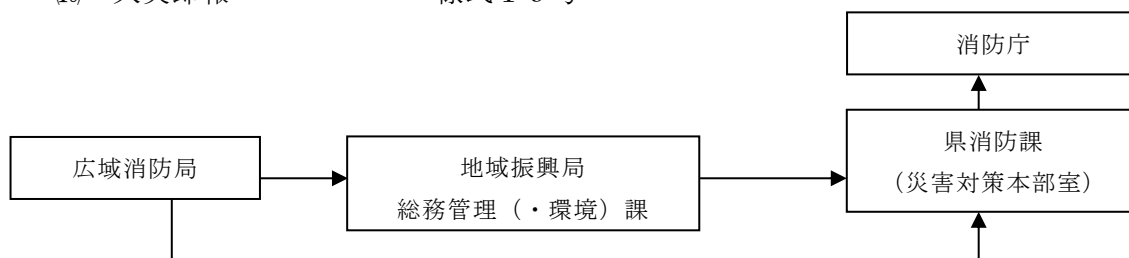 消防庁
広域消防局
地域振興局
総務管理（・環境）課
県消防課
（災害対策本部室）